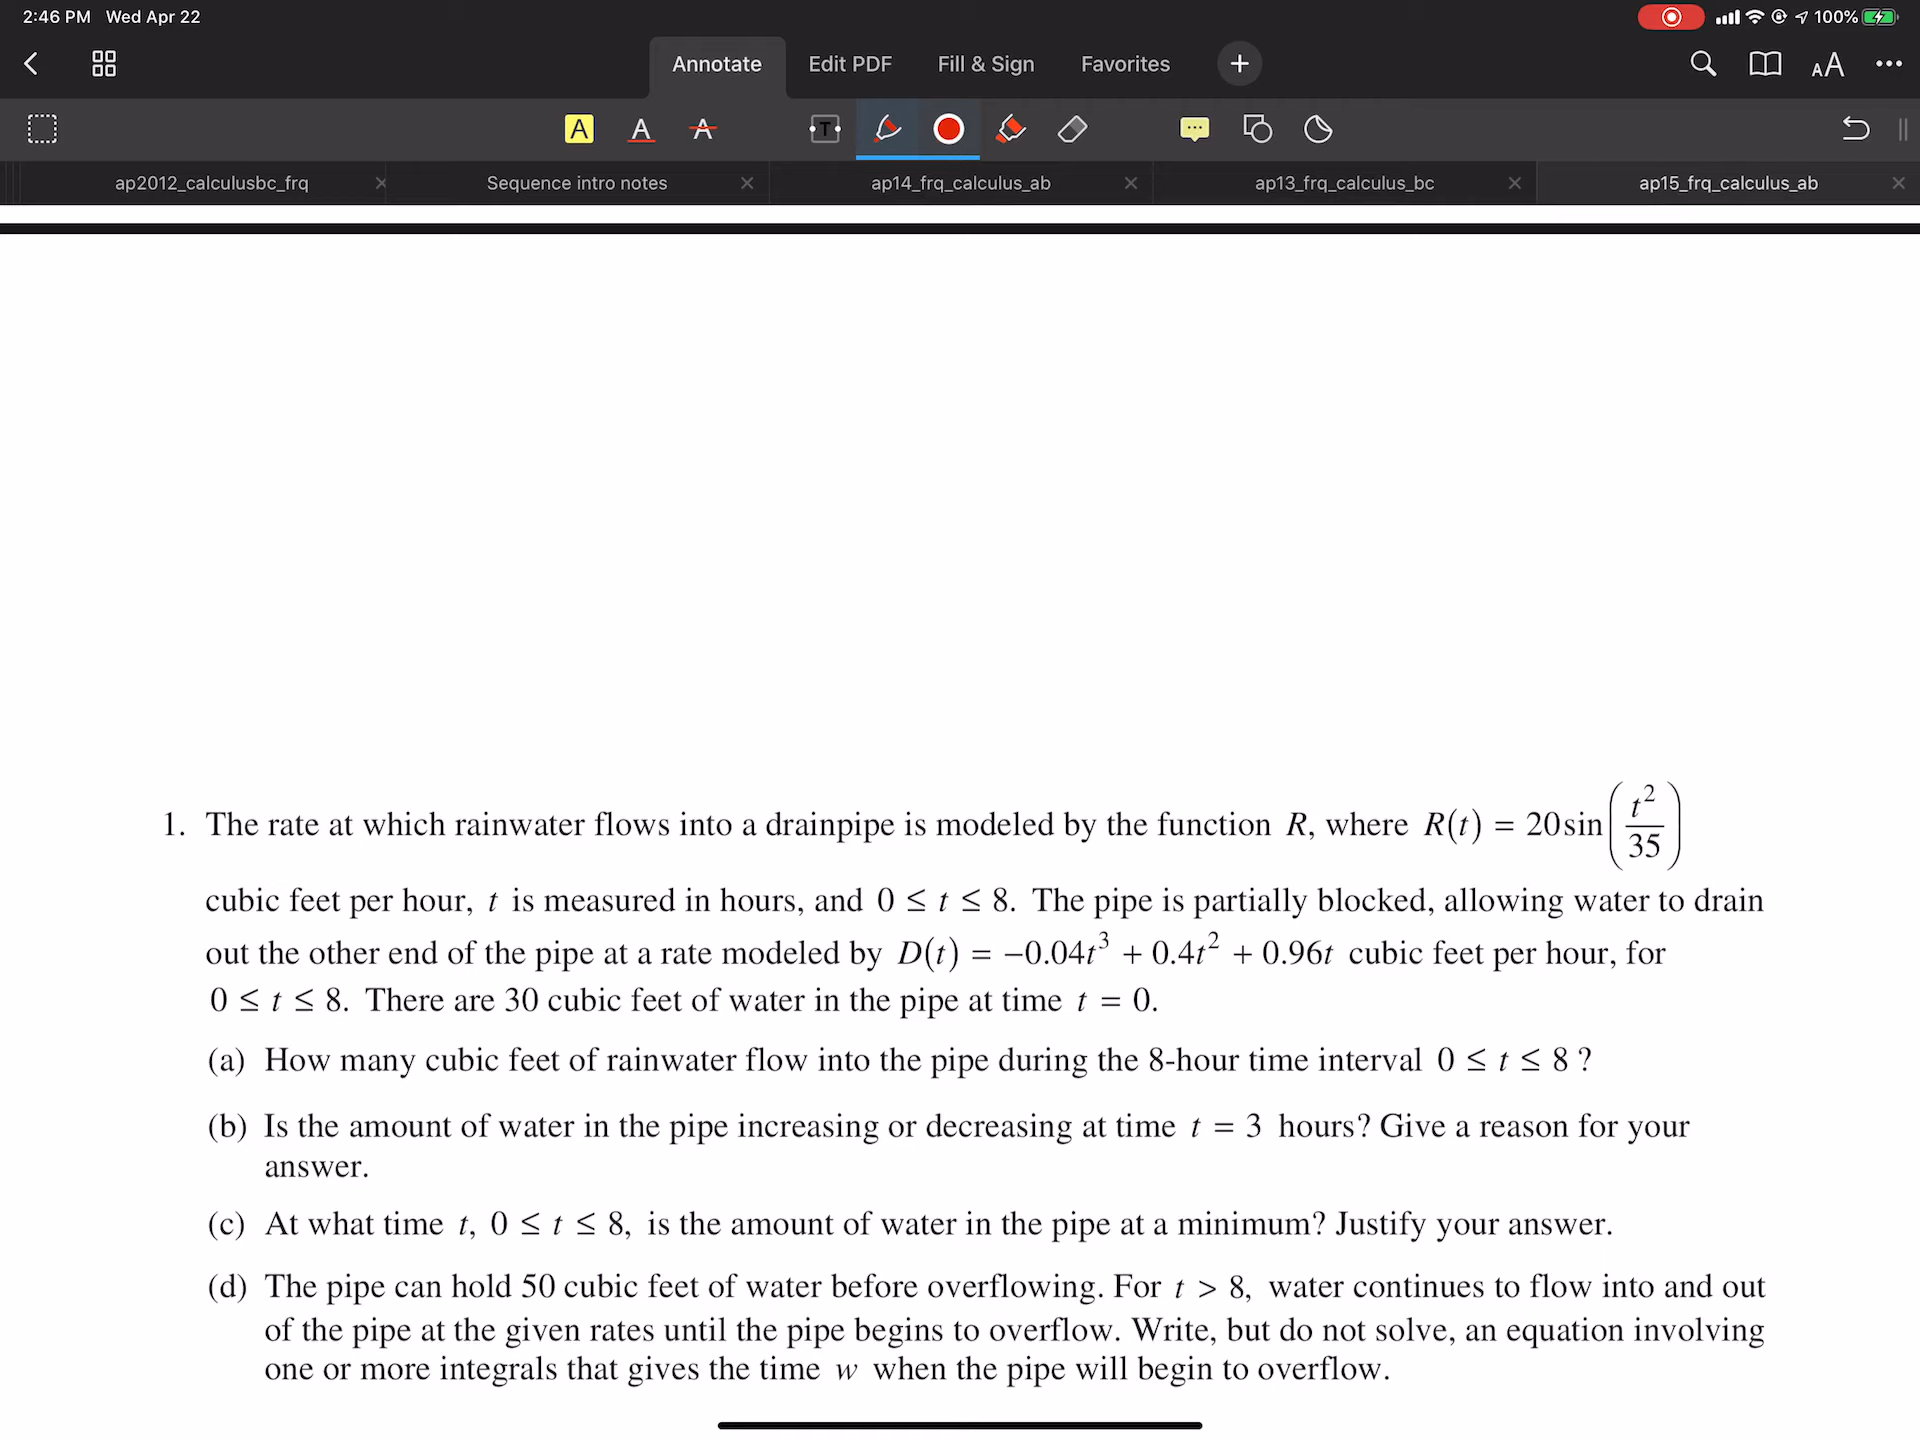 2:46 PM Wed Apr 22
100%
Annotate Edit PDF Fill & Sign Favorites
AA
A A A T
ap2012_calculusbc_frq Sequence intro notes ap14_frq_calculus_ab ap13_frq_calculus_bc ap15_frq_calculus_ab
1. The rate at which rainwater flows into a drainpipe is modeled by the function R, where R(t) = 20sin(t²/35)
cubic feet per hour, t is measured in hours, and 0 ≤ t ≤ 8. The pipe is partially blocked, allowing water to drain
out the other end of the pipe at a rate modeled by D(t) = −0.04t³ + 0.4t² + 0.96t cubic feet per hour, for
0 ≤ t ≤ 8. There are 30 cubic feet of water in the pipe at time t = 0.
(a) How many cubic feet of rainwater flow into the pipe during the 8-hour time interval 0 ≤ t ≤ 8 ?
(b) Is the amount of water in the pipe increasing or decreasing at time t = 3 hours? Give a reason for your
answer.
(c) At what time t, 0 ≤ t ≤ 8, is the amount of water in the pipe at a minimum? Justify your answer.
(d) The pipe can hold 50 cubic feet of water before overflowing. For t > 8, water continues to flow into and out
of the pipe at the given rates until the pipe begins to overflow. Write, but do not solve, an equation involving
one or more integrals that gives the time w when the pipe will begin to overflow.